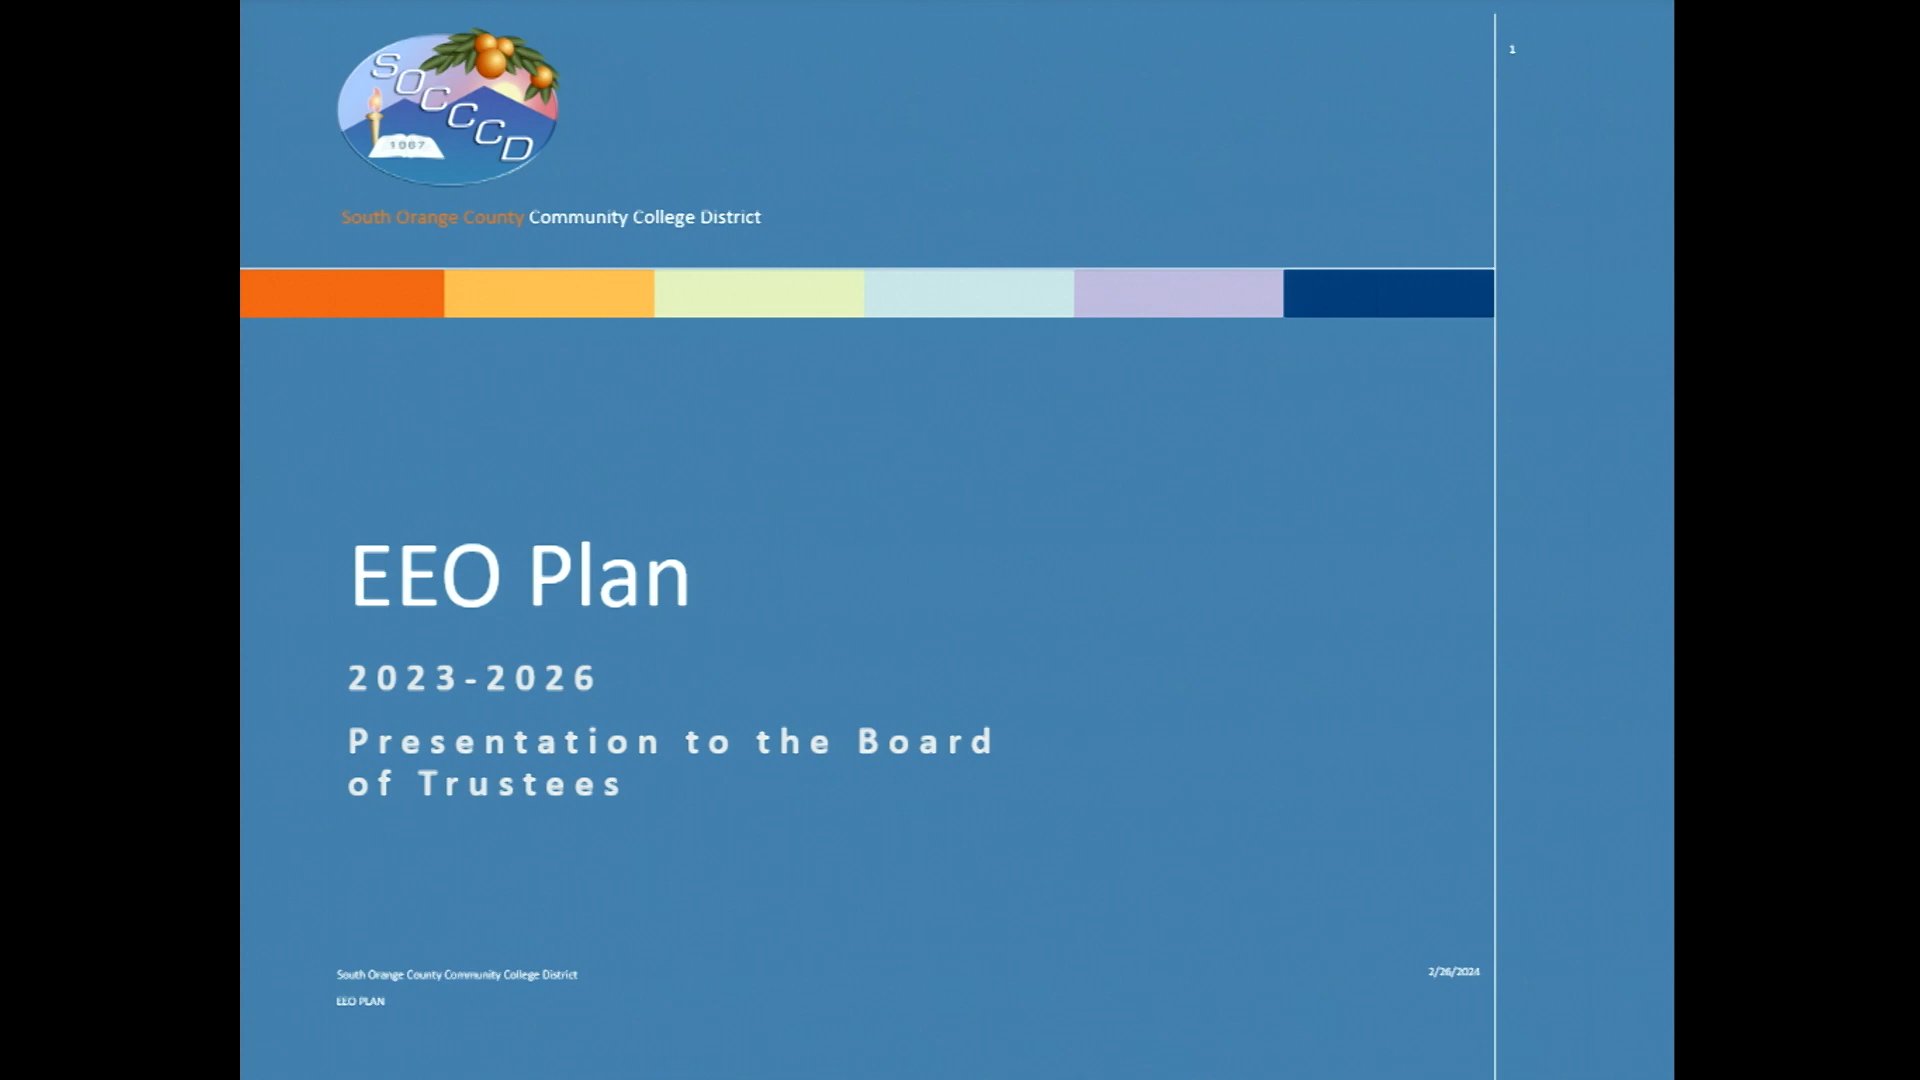 SOCCCD
1967
1
South Orange County Community College District
EEO Plan
2023-2026
Presentation to the Board
of Trustees
South Orange County Community College District
2/26/2024
EEO PLAN